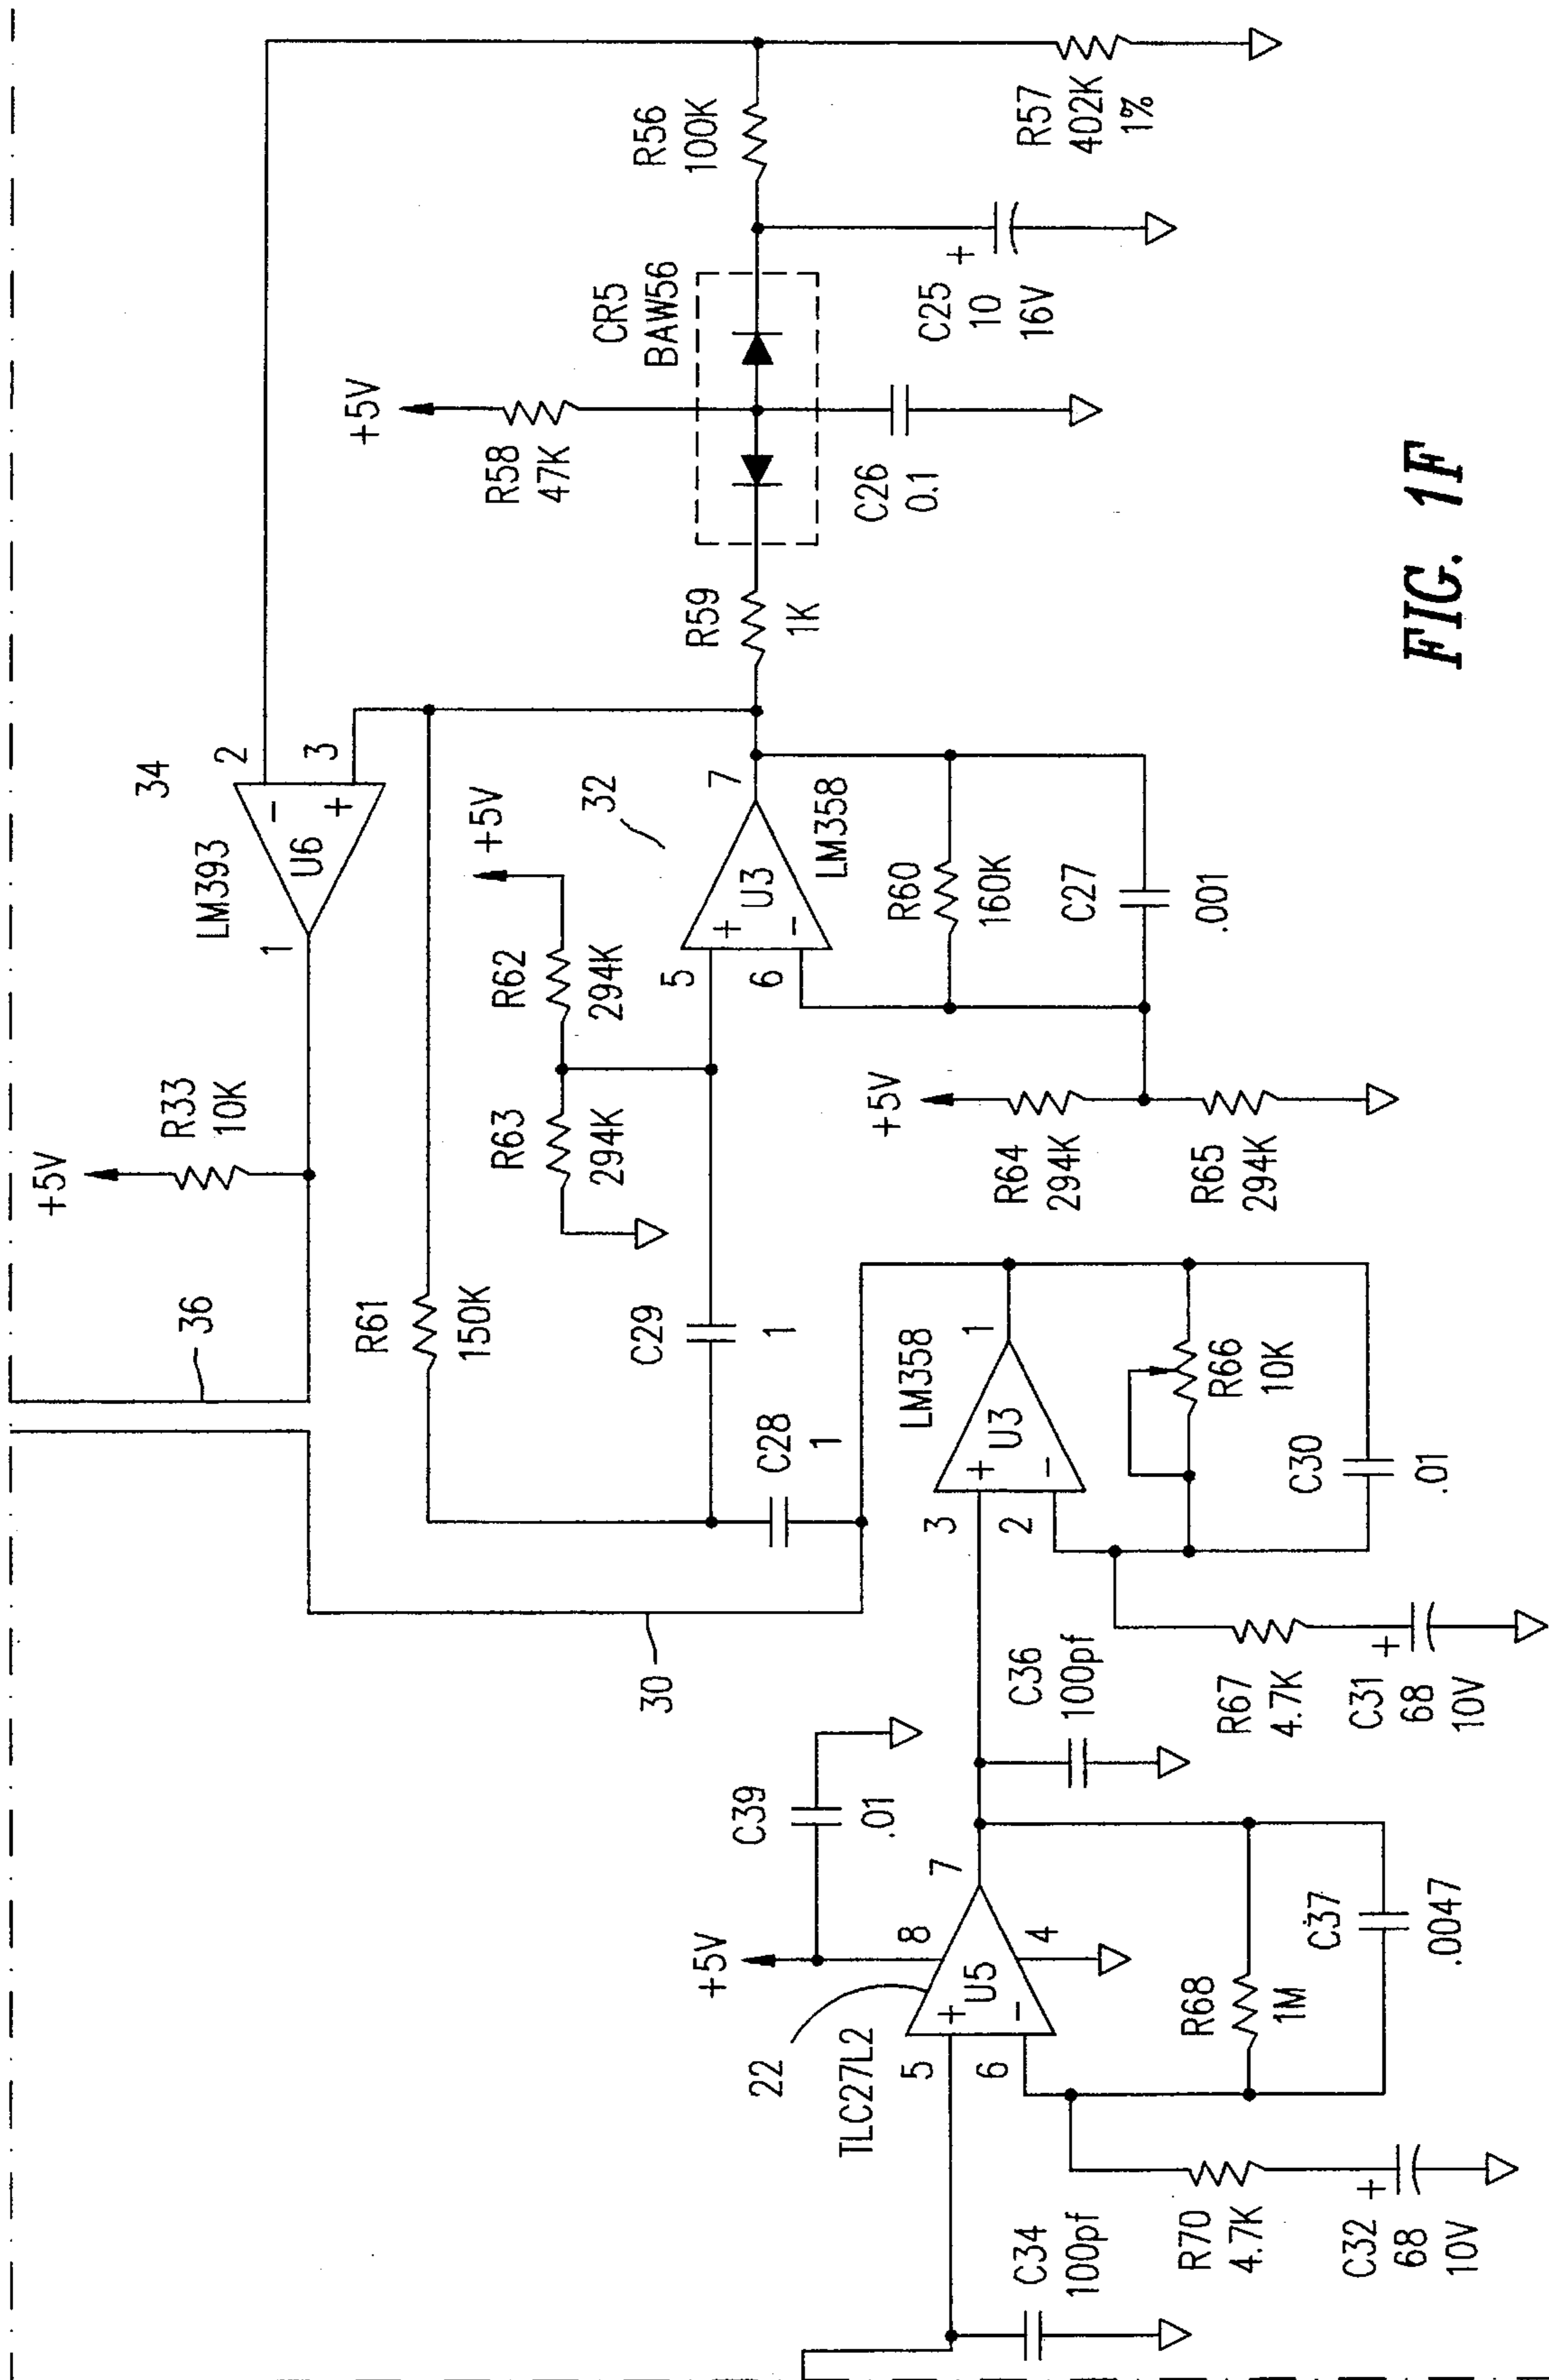 +5V
R33
10K
36
LM393
34
1
2
3
-
+
U6
+5V
R58
47K
CR5
BAW56
R56
100K
R57
402K
1%
C25
+
10
16V
C26
0.1
R59
1K
R61
150K
R63
294K
R62
294K
+5V
32
5
6
7
+
-
U3
LM358
R60
160K
C27
.001
C29
1
C28
1
+5V
R64
294K
R65
294K
30
LM358
3
2
1
+
-
U3
R66
10K
C30
.01
R67
4.7K
C31
+
68
10V
C36
100pf
C39
.01
+5V
22
TLC27L2
5
6
8
7
4
+
-
U5
R68
1M
C37
.0047
R70
4.7K
C32
+
68
10V
C34
100pf
FIG. 1F